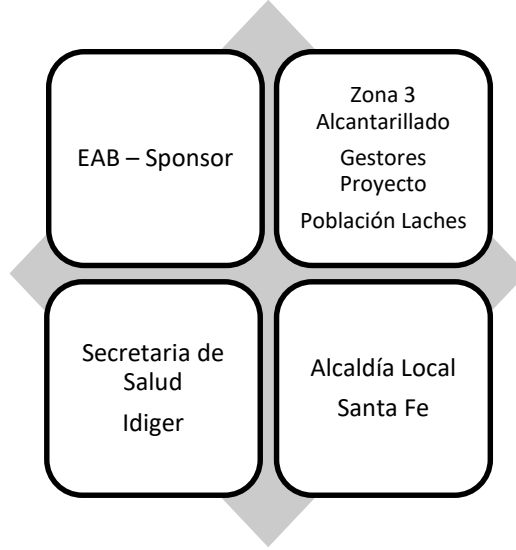 EAB – Sponsor
Zona 3
Alcantarillado
Gestores
Proyecto
Población Laches
Secretaria de
Salud
Idiger
Alcaldía Local
Santa Fe